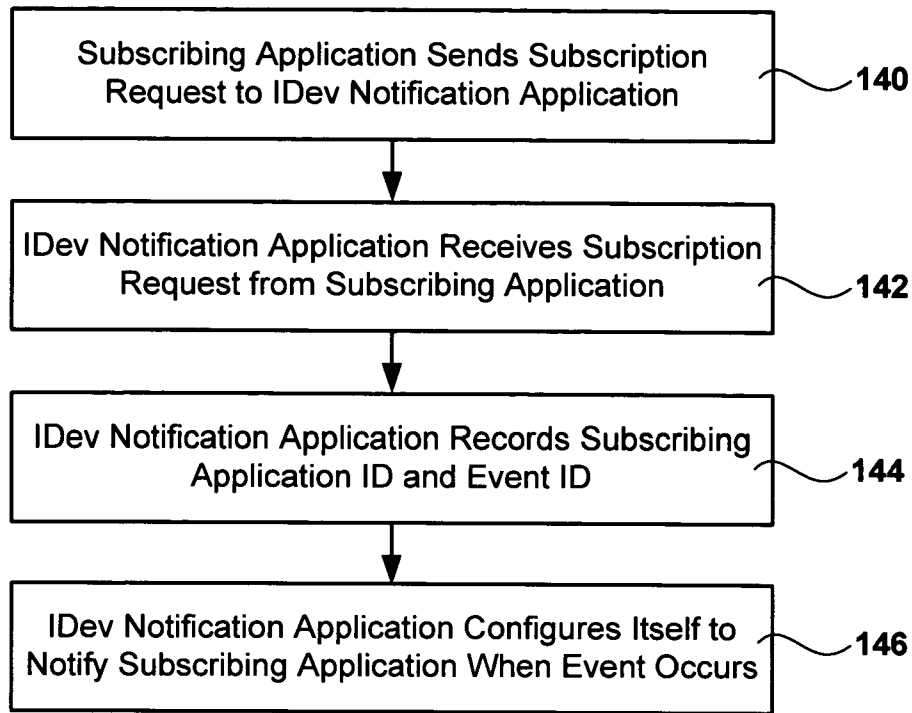 Subscribing Application Sends Subscription
Request to IDev Notification Application
140
IDev Notification Application Receives Subscription
Request from Subscribing Application
142
IDev Notification Application Records Subscribing
Application ID and Event ID
144
IDev Notification Application Configures Itself to
Notify Subscribing Application When Event Occurs
146